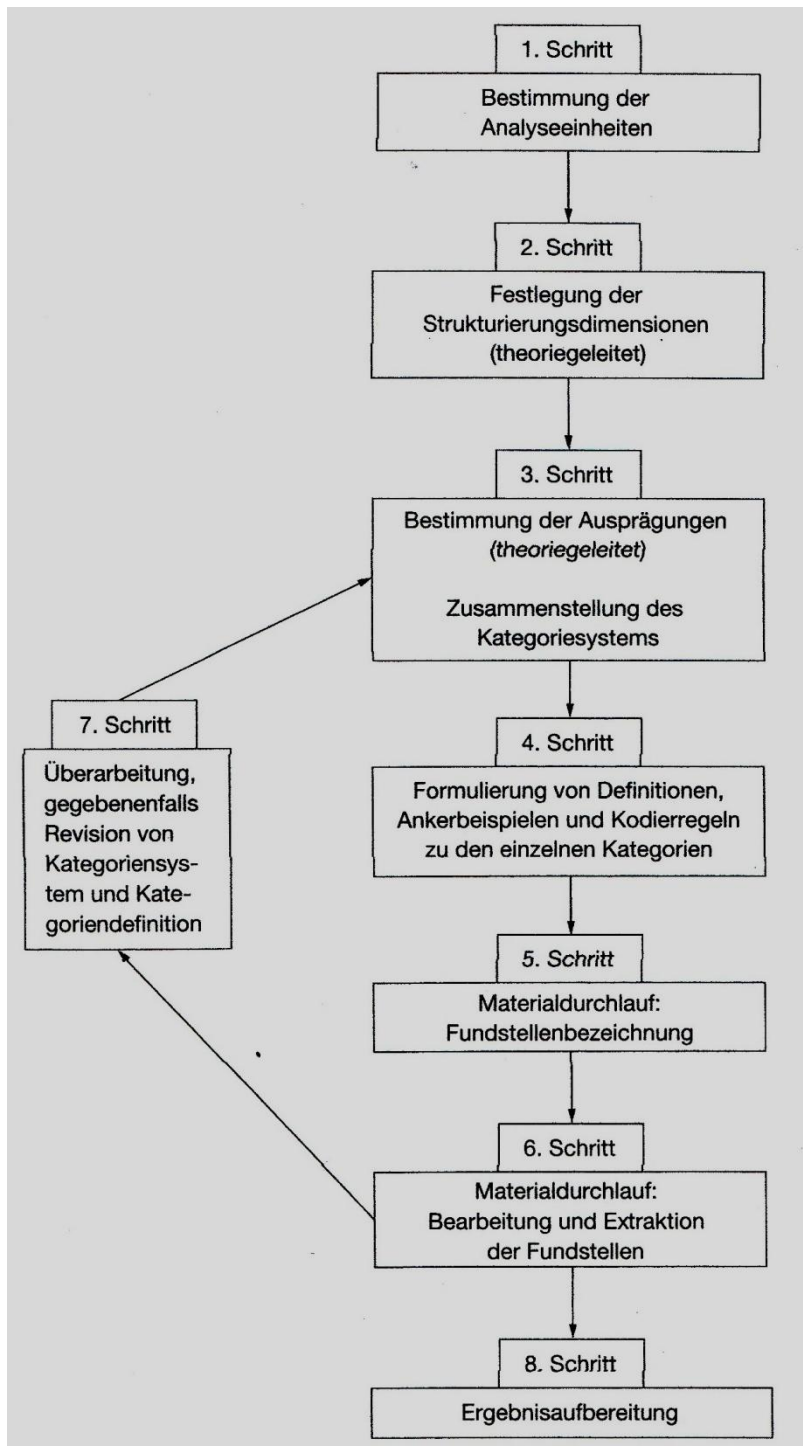 1. Schritt
Bestimmung der
Analyseeinheiten
2. Schritt
Festlegung der
Strukturierungsdimensionen
(theoriegeleitet)
3. Schritt
Bestimmung der Ausprägungen
(theoriegeleitet)
Zusammenstellung des
Kategoriesystems
4. Schritt
Formulierung von Definitionen,
Ankerbeispielen und Kodierregeln
zu den einzelnen Kategorien
5. Schritt
Materialdurchlauf:
Fundstellenbezeichnung
6. Schritt
Materialdurchlauf:
Bearbeitung und Extraktion
der Fundstellen
7. Schritt
Überarbeitung,
gegebenenfalls
Revision von
Kategoriensys-
tem und Kate-
goriendefinition
8. Schritt
Ergebnisaufbereitung